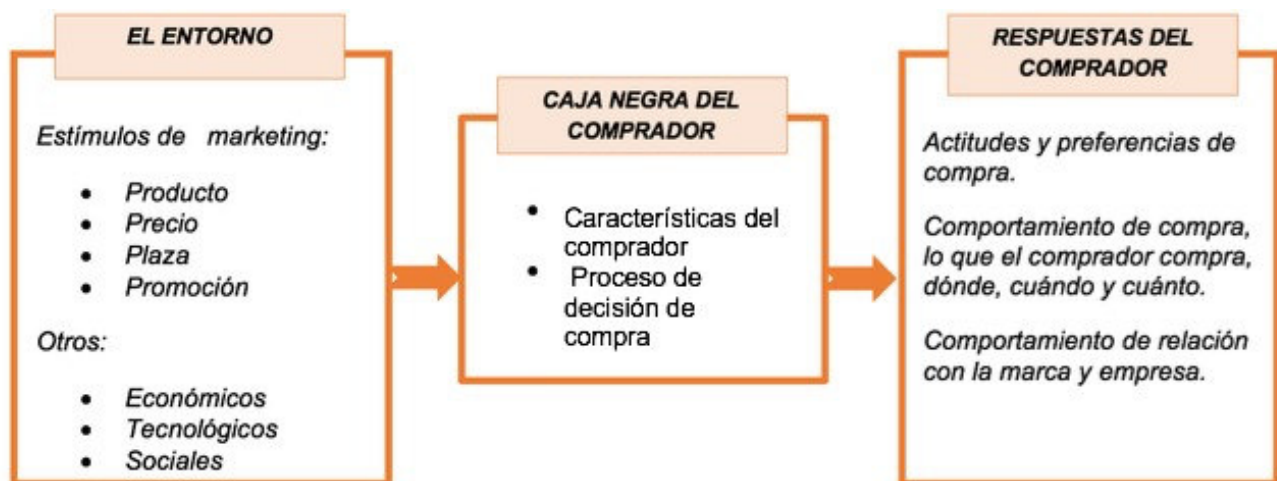 EL ENTORNO
Estímulos de marketing:
• Producto
• Precio
• Plaza
• Promoción
Otros:
• Económicos
• Tecnológicos
• Sociales
CAJA NEGRA DEL
COMPRADOR
• Características del
comprador
• Proceso de
decisión de
compra
RESPUESTAS DEL
COMPRADOR
Actitudes y preferencias de
compra.
Comportamiento de compra,
lo que el comprador compra,
dónde, cuándo y cuánto.
Comportamiento de relación
con la marca y empresa.